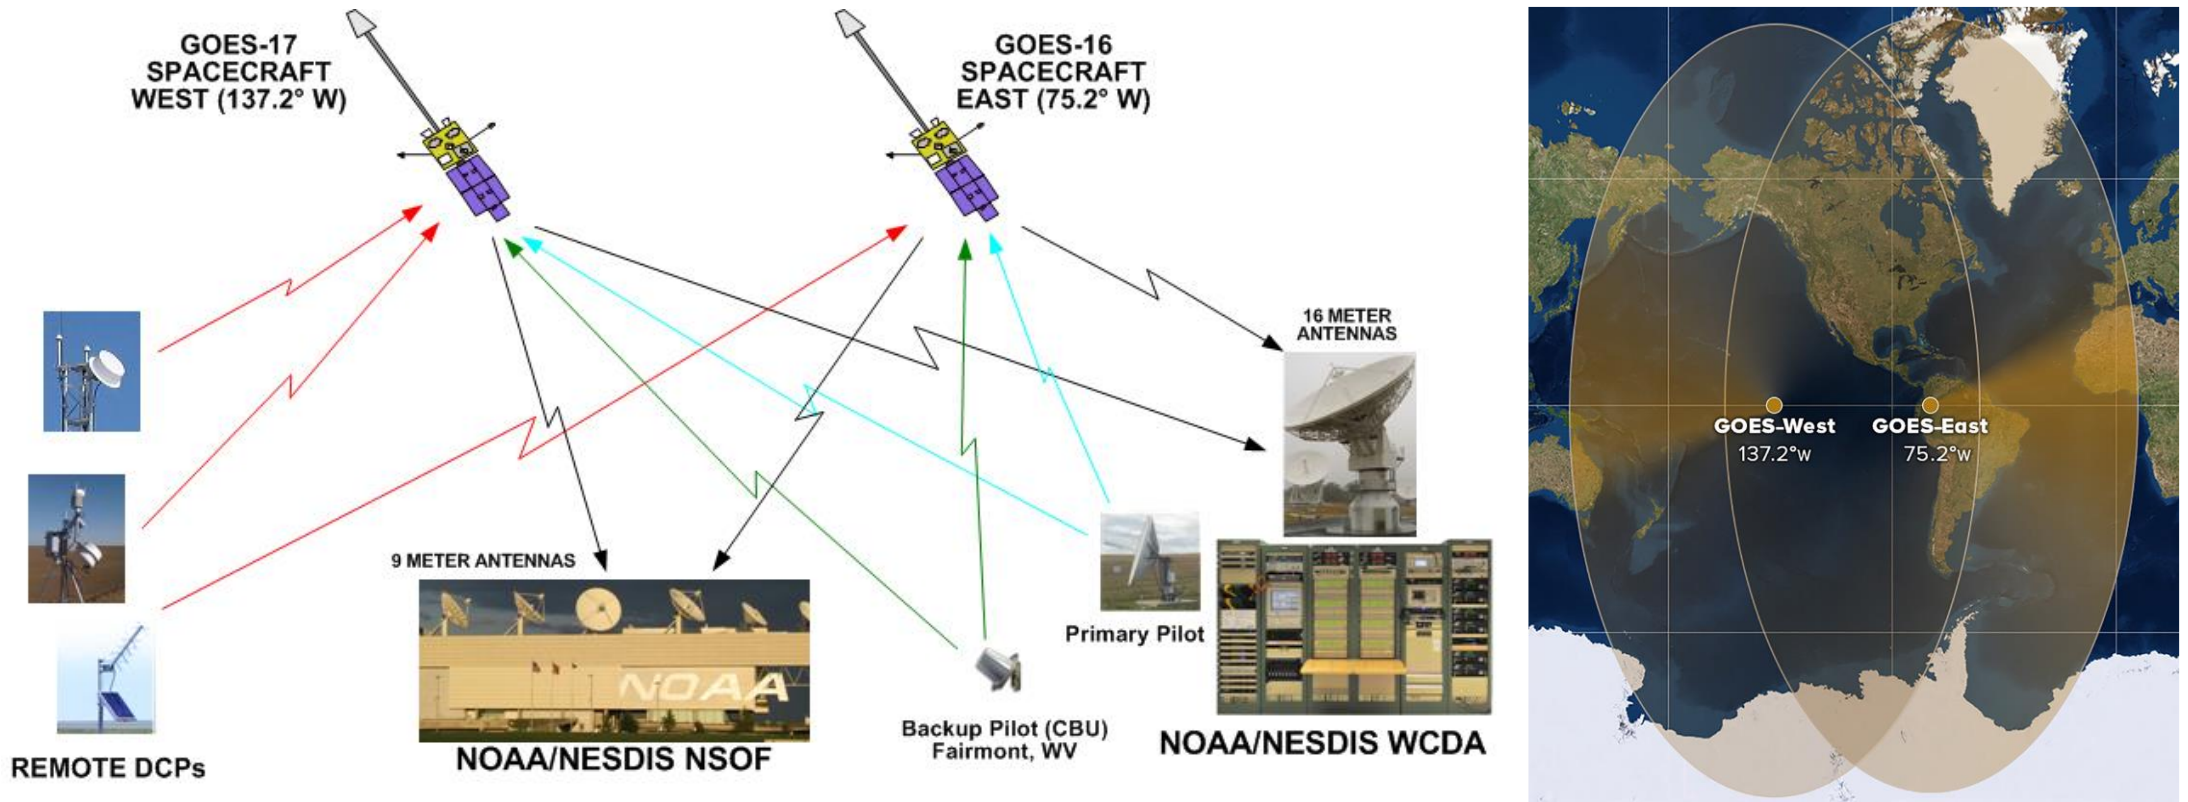 GOES-17
SPACECRAFT
WEST (137.2° W)
GOES-16
SPACECRAFT
EAST (75.2° W)
16 METER
ANTENNAS
9 METER ANTENNAS
NOAA
NOAA/NESDIS NSOF
REMOTE DCPs
Primary Pilot
Backup Pilot (CBU)
Fairmont, WV
NOAA/NESDIS WCDA
GOES-West
137.2°W
GOES-East
75.2°W